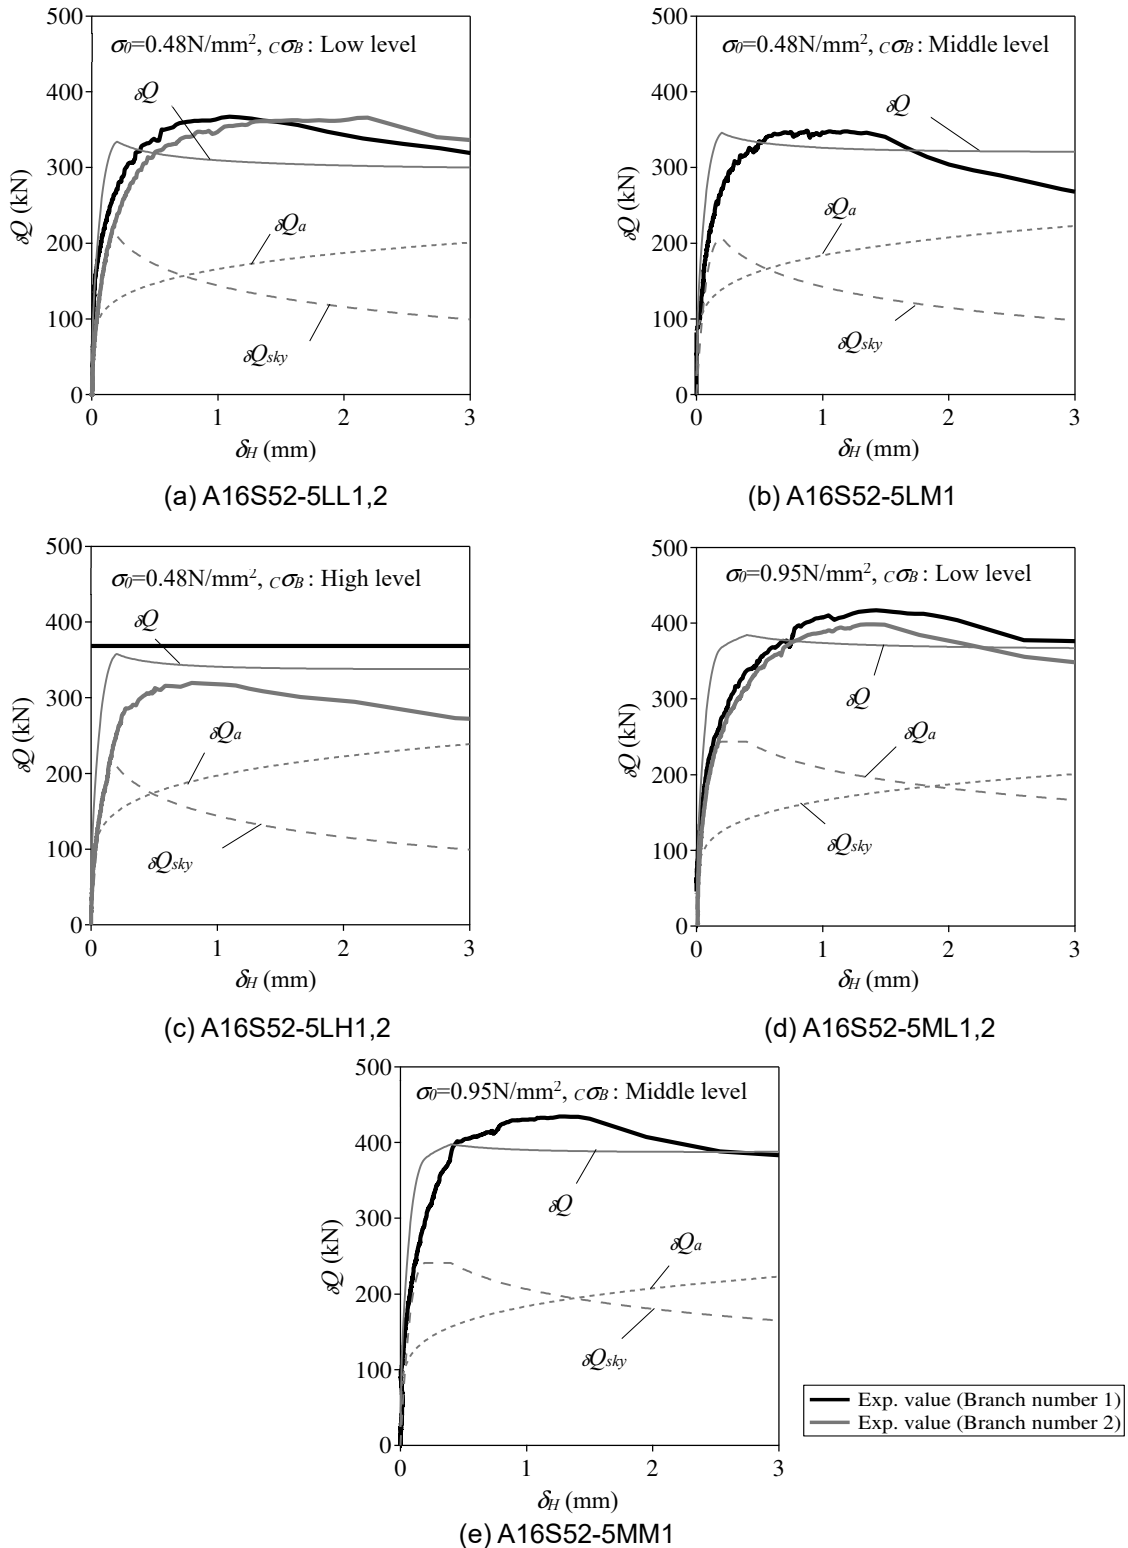 500
400
300
200
100
0
δQ (kN)
σ0=0.48N/mm², CσB : Low level
δQ
δQa
δQsky
0 1 2 3
δH (mm)
(a) A16S52-5LL1,2
500
400
300
200
100
0
δQ (kN)
σ0=0.48N/mm², CσB : Middle level
δQ
δQa
δQsky
0 1 2 3
δH (mm)
(b) A16S52-5LM1
500
400
300
200
100
0
δQ (kN)
σ0=0.48N/mm², CσB : High level
δQ
δQa
δQsky
0 1 2 3
δH (mm)
(c) A16S52-5LH1,2
500
400
300
200
100
0
δQ (kN)
σ0=0.95N/mm², CσB : Low level
δQ
δQa
δQsky
0 1 2 3
δH (mm)
(d) A16S52-5ML1,2
500
400
300
200
100
0
δQ (kN)
σ0=0.95N/mm², CσB : Middle level
δQ
δQa
δQsky
0 1 2 3
δH (mm)
(e) A16S52-5MM1
Exp. value (Branch number 1)
Exp. value (Branch number 2)